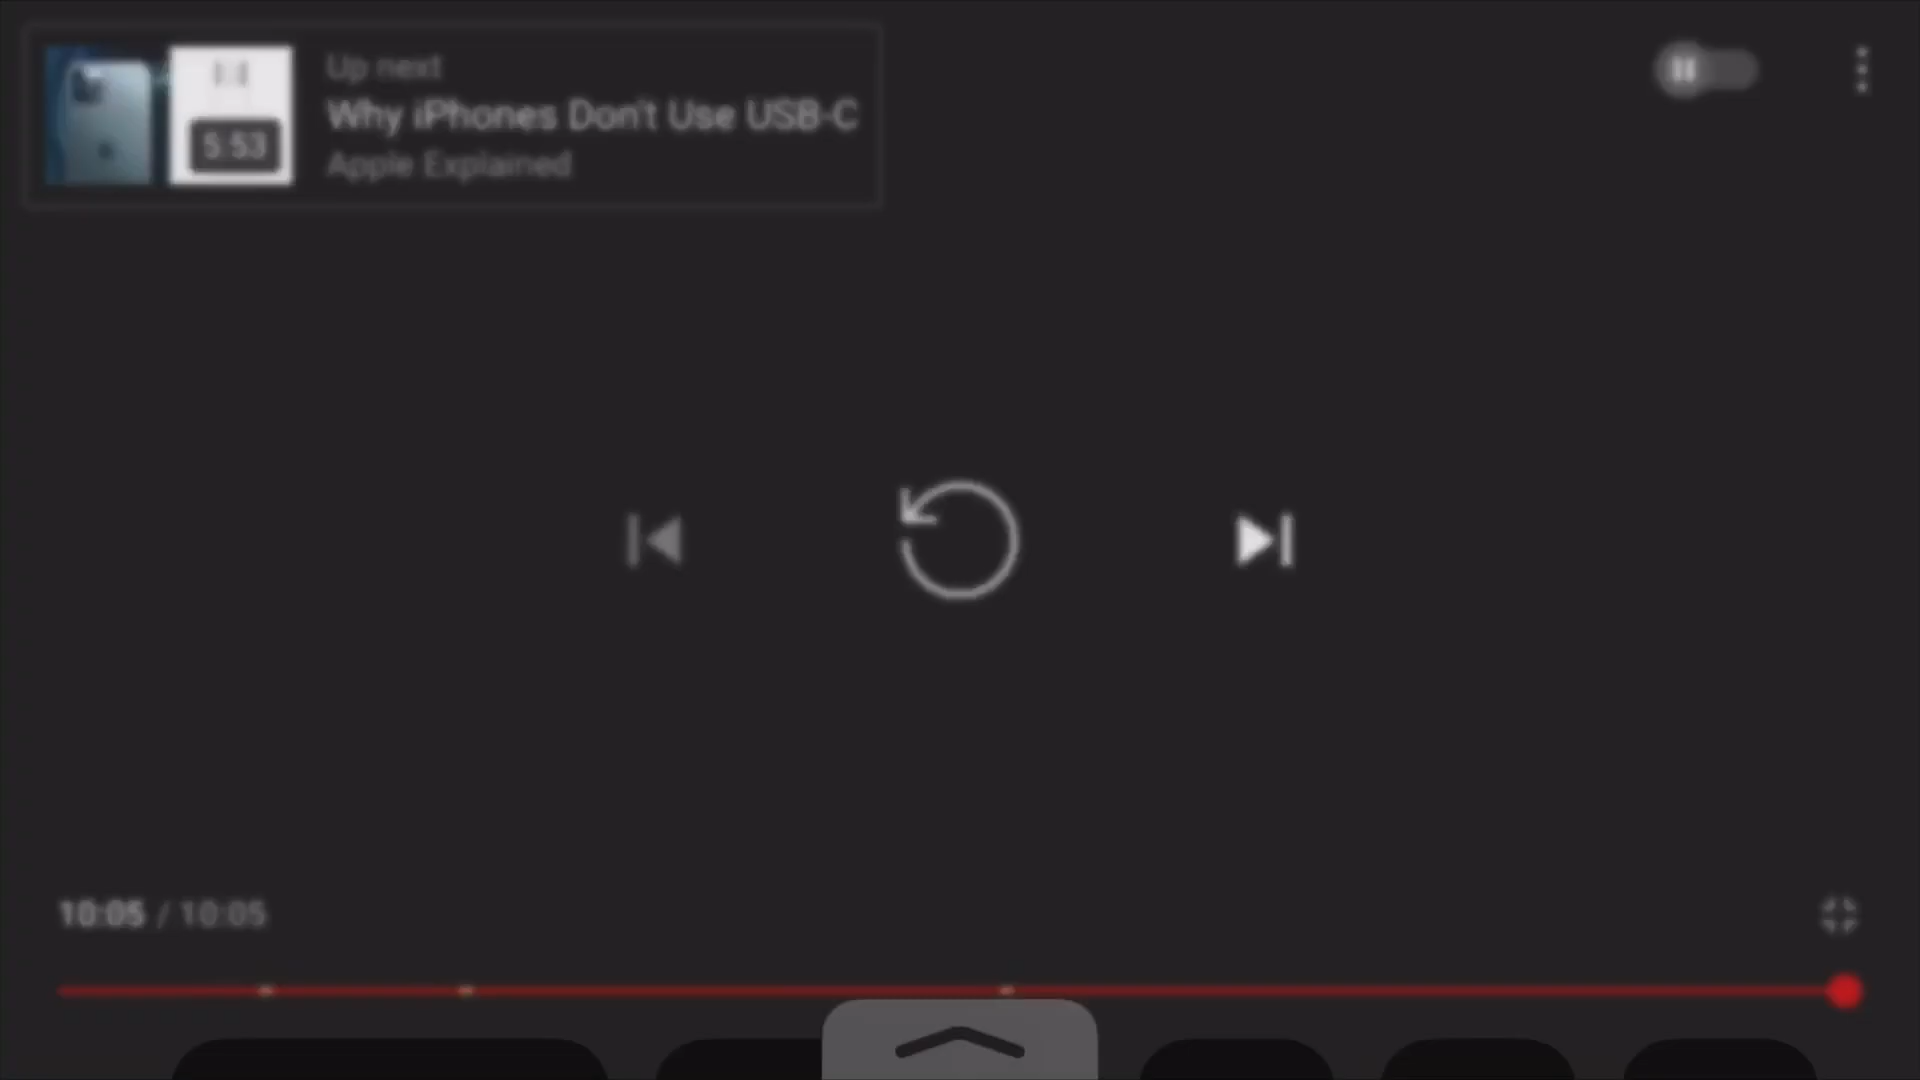 Up next
Why iPhones Don't Use USB-C
5:53
Apple Explained
10:05 / 10:05